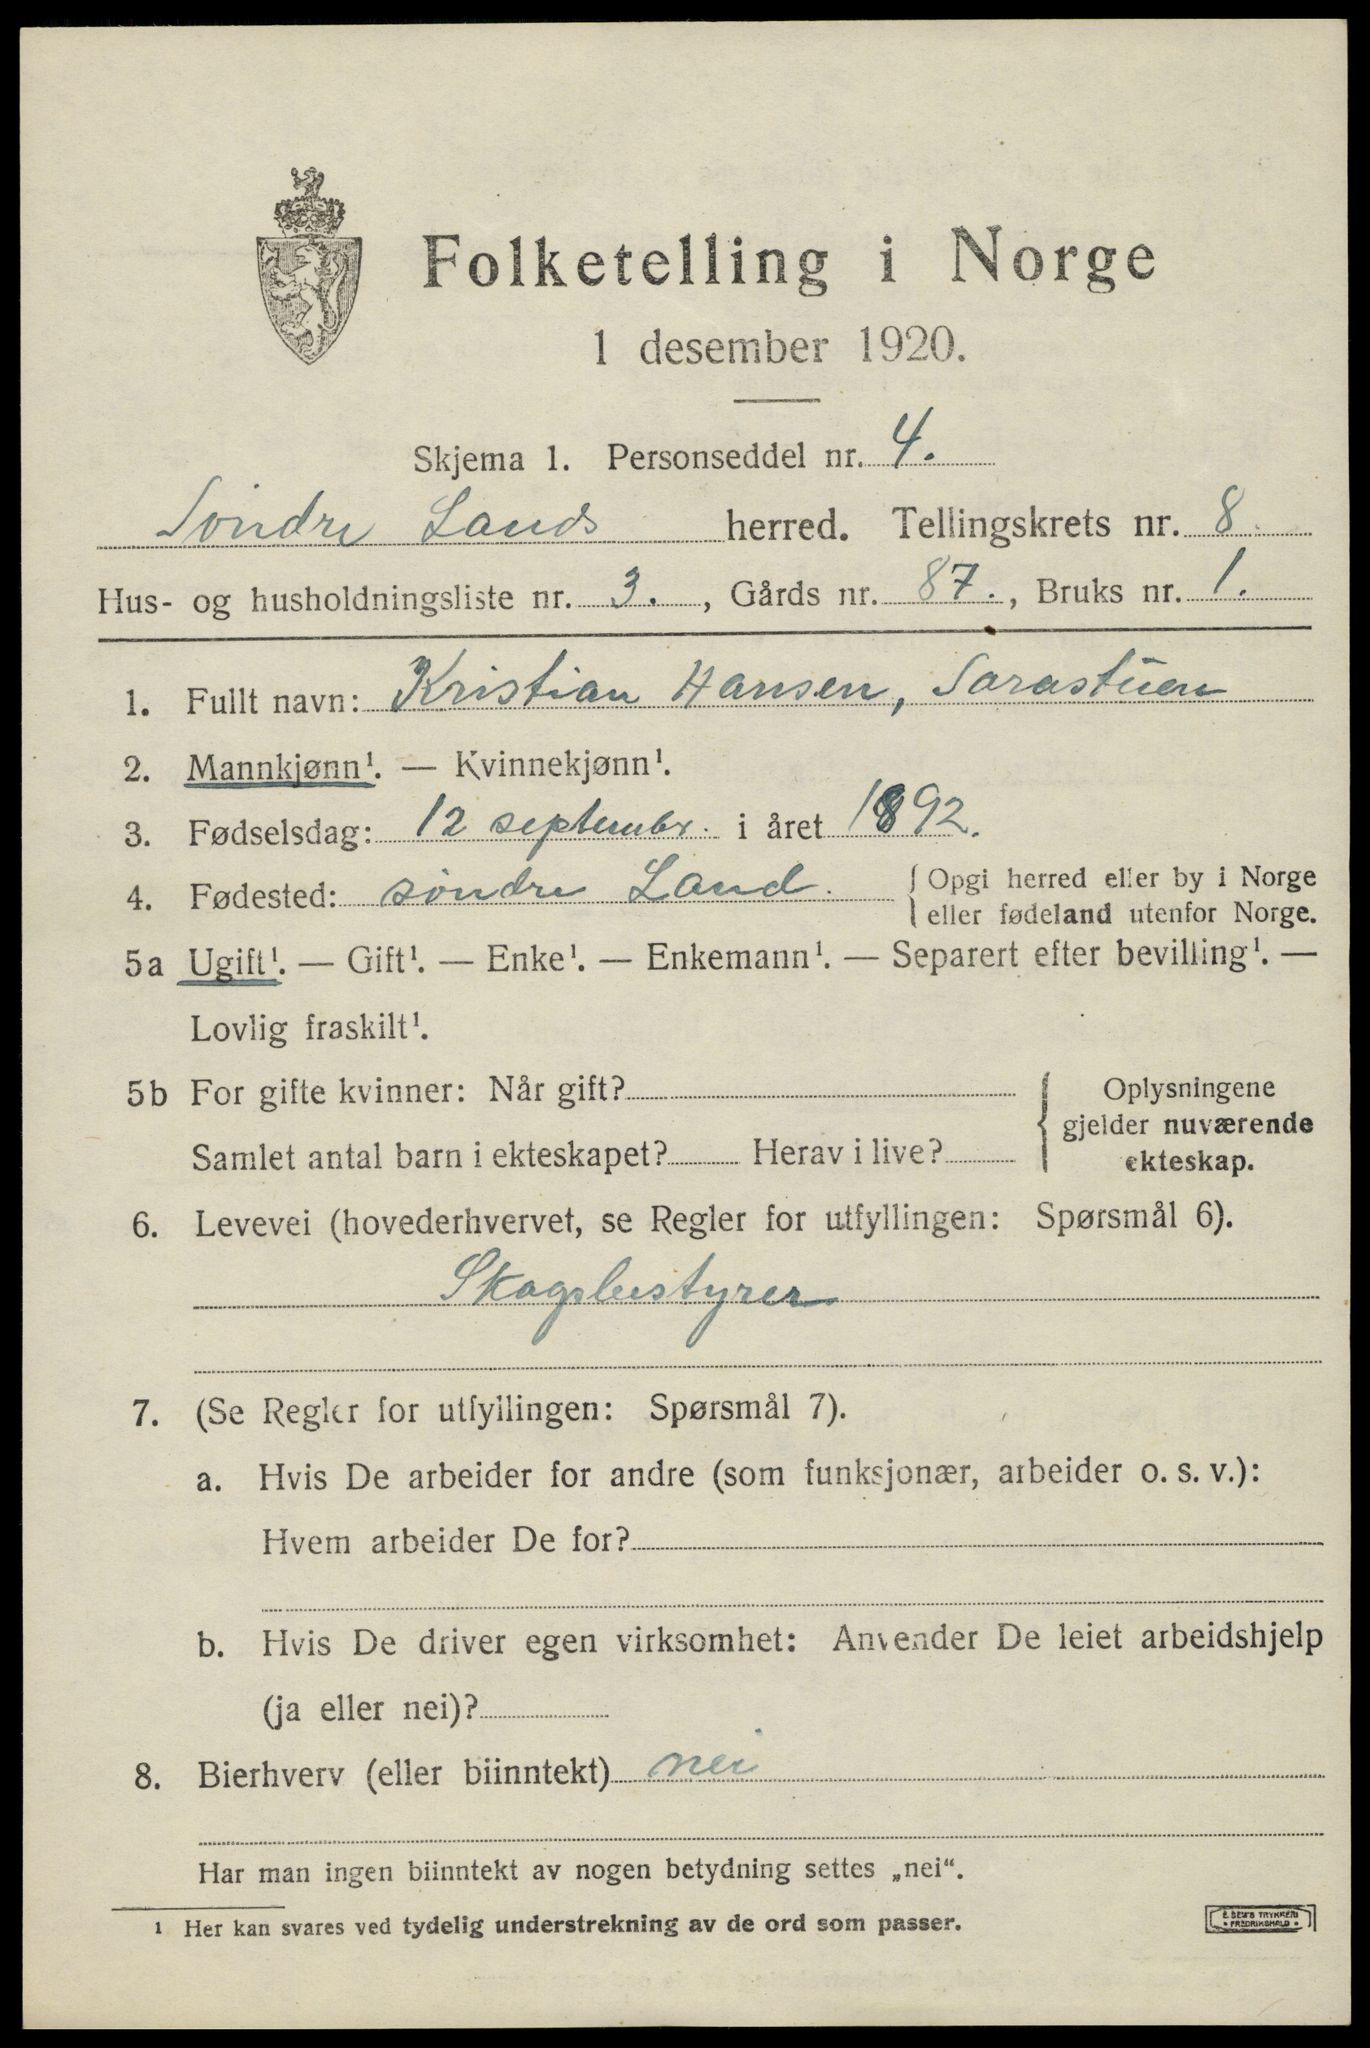 Folketelling i Norge
1 desember 1920.
Skjema 1. Personseddel nr. 4.
Söndre Lands herred. Tellingskrets nr. 8.
Hus- og husholdningsliste nr. 3., Gårds nr. 87., Bruks nr. 1.
1. Fullt navn: Kristian Hansen, Sarastuen
2. Mannkjønn¹. — Kvinnekjønn¹.
3. Fødselsdag: 12 septembr. i året 1892.
4. Fødested: söndre Land. { Opgi herred eller by i Norge
eller fødeland utenfor Norge.
5a Ugift¹. — Gift¹. — Enke¹. — Enkemann¹. — Separert efter bevilling¹. —
Lovlig fraskilt¹.
5b For gifte kvinner: Når gift?
Samlet antal barn i ekteskapet? Herav i live?
{ Oplysningene
gjelder nuværende
ekteskap.
6. Levevei (hovederhvervet, se Regler for utfyllingen: Spørsmål 6).
Skogbestyrer
7. (Se Regler for utfyllingen: Spørsmål 7).
a. Hvis De arbeider for andre (som funksjonær, arbeider o. s. v.):
Hvem arbeider De for?
b. Hvis De driver egen virksomhet: Anvender De leiet arbeidshjelp
(ja eller nei)?
8. Bierhverv (eller biinntekt) nei
Har man ingen biinntekt av nogen betydning settes „nei“.
¹ Her kan svares ved tydelig understrekning av de ord som passer.
E. SEM'S TRYKKERI
• FREDRIKSHALD •